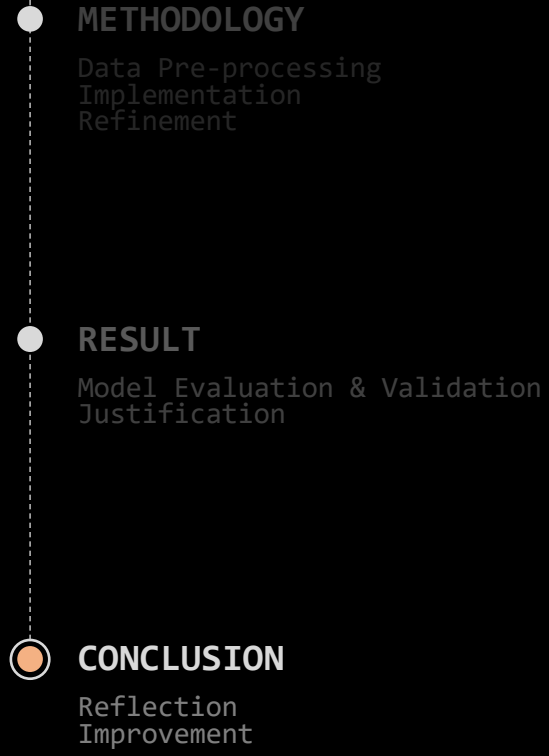 METHODOLOGY
Data Pre-processing
Implementation
Refinement
RESULT
Model Evaluation & Validation
Justification
CONCLUSION
Reflection
Improvement